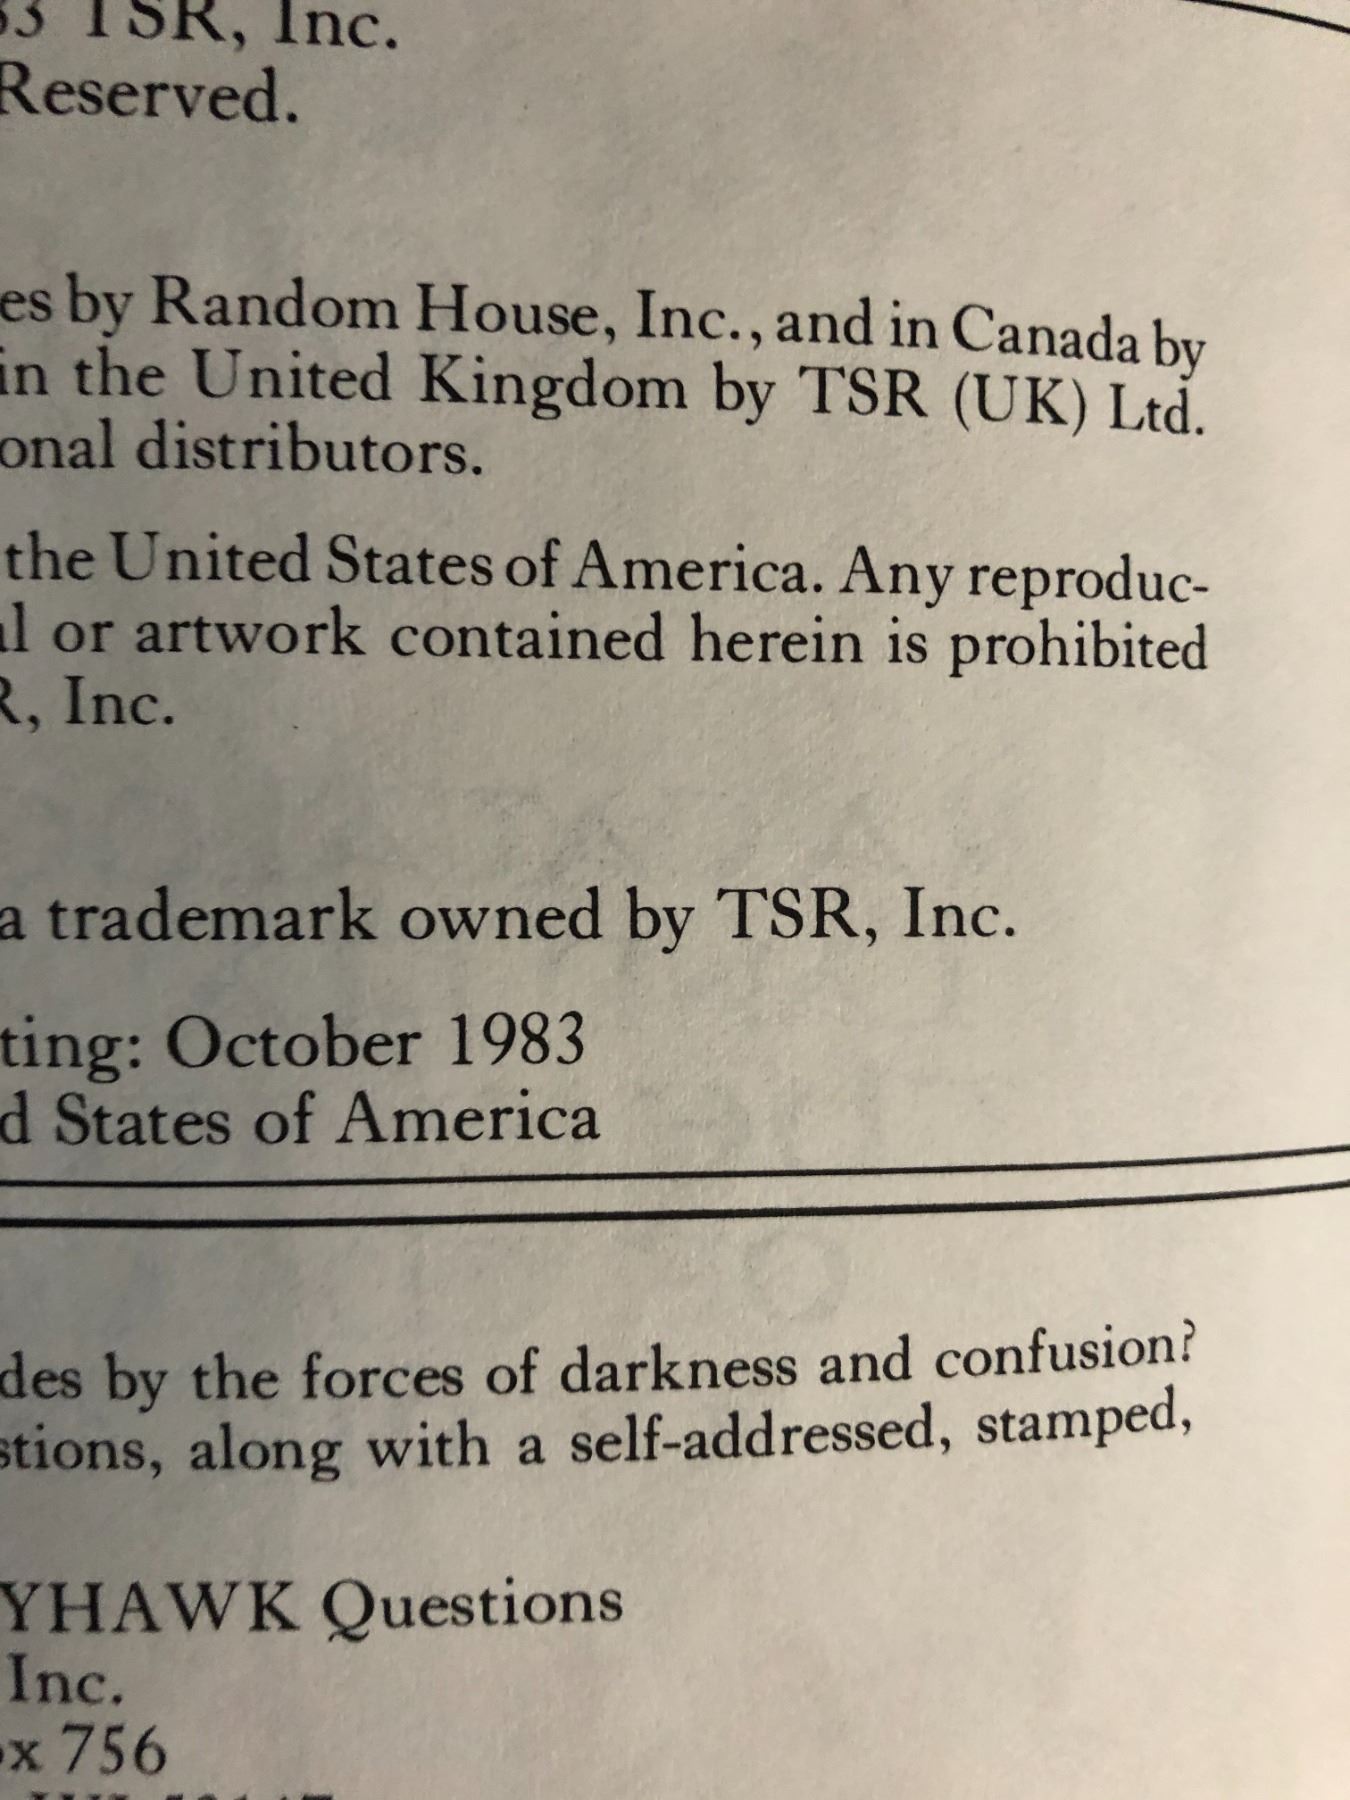 33 TSR, Inc.
Reserved.
es by Random House, Inc., and in Canada by
in the United Kingdom by TSR (UK) Ltd.
onal distributors.
the United States of America. Any reproduc-
l or artwork contained herein is prohibited
R, Inc.
a trademark owned by TSR, Inc.
ting: October 1983
d States of America
des by the forces of darkness and confusion?
stions, along with a self-addressed, stamped,
YHAWK Questions
Inc.
x 756